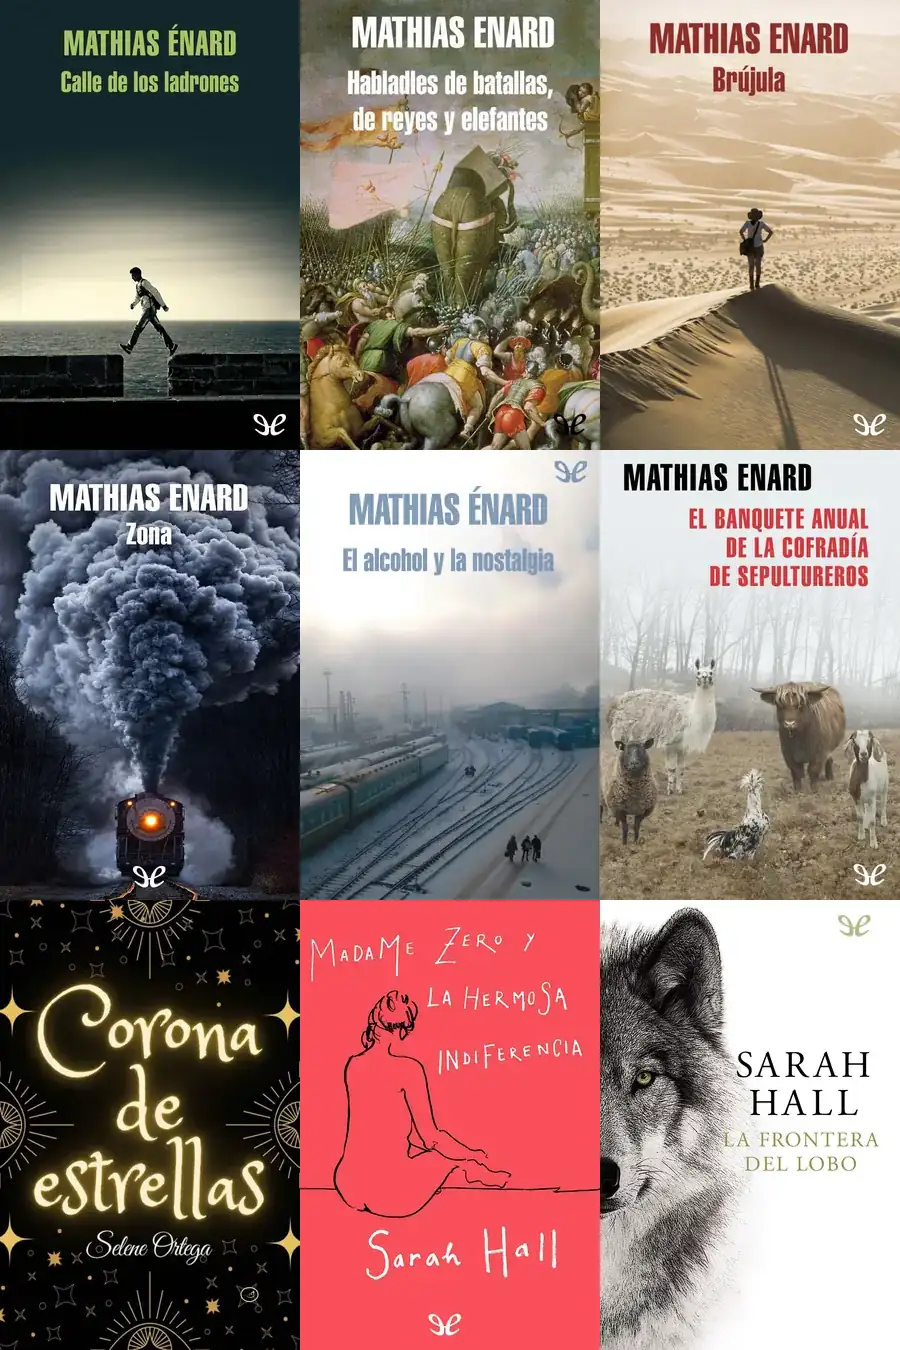 MATHIAS ÉNARD
Calle de los ladrones
MATHIAS ENARD
Habladles de batallas,
de reyes y elefantes
MATHIAS ENARD
Brújula
MATHIAS ENARD
Zona
MATHIAS ÉNARD
El alcohol y la nostalgia
MATHIAS ENARD
EL BANQUETE ANUAL
DE LA COFRADÍA
DE SEPULTUREROS
Corona
de
estrellas
Selene Ortega
MADAME ZERO Y
LA HERMOSA
INDIFERENCIA
Sarah Hall
SARAH
HALL
LA FRONTERA
DEL LOBO